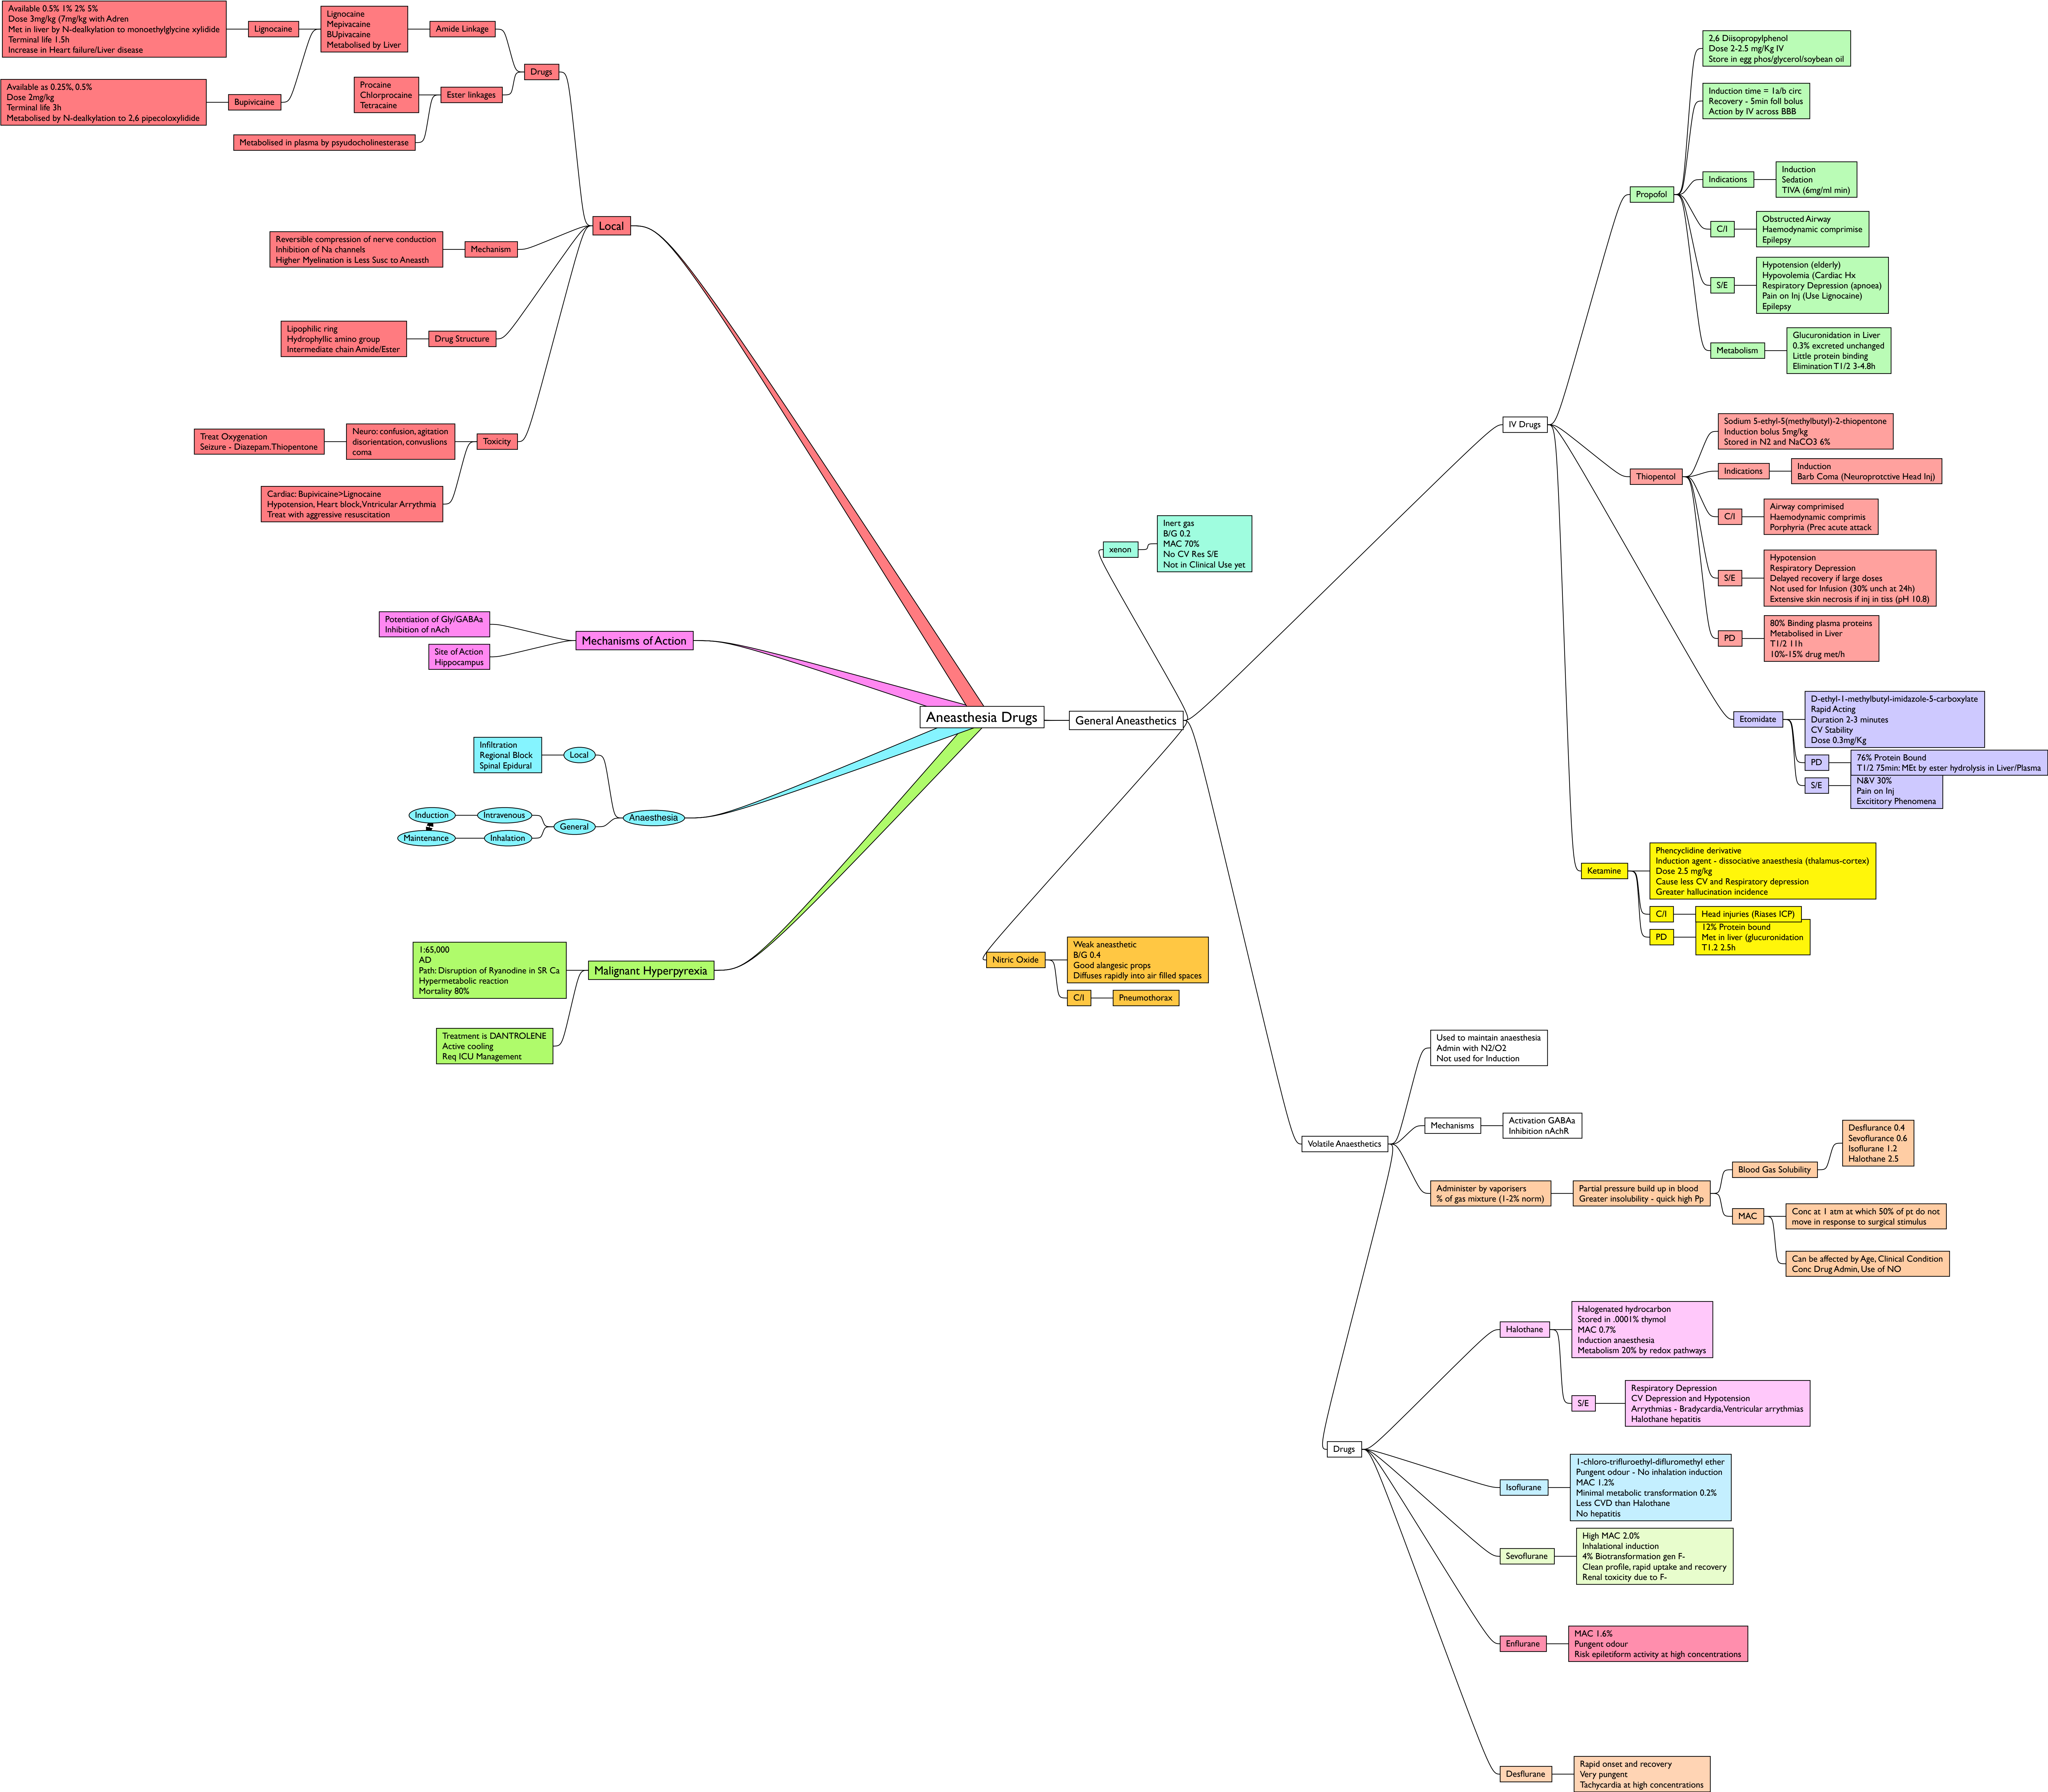 Aneasthesia Drugs
Local
Drugs
Amide Linkage
Lignocaine
Mepivacaine
BUpivacaine
Metabolised by Liver
Lignocaine
Available 0.5% 1% 2% 5%
Dose 3mg/kg (7mg/kg with Adren
Met in liver by N-dealkylation to monoethylglycine xylidide
Terminal life 1.5h
Increase in Heart failure/Liver disease
Bupivicaine
Available as 0.25%, 0.5%
Dose 2mg/kg
Terminal life 3h
Metabolised by N-dealkylation to 2,6 pipecoloxylidide
Ester linkages
Procaine
Chlorprocaine
Tetracaine
Metabolised in plasma by psyudocholinesterase
Mechanism
Reversible compression of nerve conduction
Inhibition of Na channels
Higher Myelination is Less Susc to Aneasth
Drug Structure
Lipophilic ring
Hydrophyllic amino group
Intermediate chain Amide/Ester
Toxicity
Neuro: confusion, agitation
disorientation, convuslions
coma
Treat Oxygenation
Seizure - Diazepam.Thiopentone
Cardiac: Bupivicaine>Lignocaine
Hypotension, Heart block, Vntricular Arrythmia
Treat with aggressive resuscitation
Mechanisms of Action
Potentiation of Gly/GABAa
Inhibition of nAch
Site of Action
Hippocampus
Anaesthesia
Local
Infiltration
Regional Block
Spinal Epidural
General
Intravenous
Induction
Inhalation
Maintenance
Malignant Hyperpyrexia
1:65,000
AD
Path: Disruption of Ryanodine in SR Ca
Hypermetabolic reaction
Mortality 80%
Treatment is DANTROLENE
Active cooling
Req ICU Management
General Aneasthetics
xenon
Inert gas
B/G 0.2
MAC 70%
No CV Res S/E
Not in Clinical Use yet
IV Drugs
Propofol
2,6 Diisopropylphenol
Dose 2-2.5 mg/Kg IV
Store in egg phos/glycerol/soybean oil
Induction time = 1a/b circ
Recovery - 5min foll bolus
Action by IV across BBB
Indications
Induction
Sedation
TIVA (6mg/ml min)
C/I
Obstructed Airway
Haemodynamic comprimise
Epilepsy
S/E
Hypotension (elderly)
Hypovolemia (Cardiac Hx
Respiratory Depression (apnoea)
Pain on Inj (Use Lignocaine)
Epilepsy
Metabolism
Glucuronidation in Liver
0.3% excreted unchanged
Little protein binding
Elimination T1/2 3-4.8h
Thiopentol
Sodium 5-ethyl-5(methylbutyl)-2-thiopentone
Induction bolus 5mg/kg
Stored in N2 and NaCO3 6%
Indications
Induction
Barb Coma (Neuroprotctive Head Inj)
C/I
Airway comprimised
Haemodynamic comprimis
Porphyria (Prec acute attack
S/E
Hypotension
Respiratory Depression
Delayed recovery if large doses
Not used for Infusion (30% unch at 24h)
Extensive skin necrosis if inj in tiss (pH 10.8)
PD
80% Binding plasma proteins
Metabolised in Liver
T1/2 11h
10%-15% drug met/h
Etomidate
D-ethyl-1-methylbutyl-imidazole-5-carboxylate
Rapid Acting
Duration 2-3 minutes
CV Stability
Dose 0.3mg/Kg
PD
76% Protein Bound
T1/2 75min: MEt by ester hydrolysis in Liver/Plasma
S/E
N&V 30%
Pain on Inj
Excititory Phenomena
Ketamine
Phencyclidine derivative
Induction agent - dissociative anaesthesia (thalamus-cortex)
Dose 2.5 mg/kg
Cause less CV and Respiratory depression
Greater hallucination incidence
C/I
Head injuries (Riases ICP)
PD
12% Protein bound
Met in liver (glucuronidation
T1.2 2.5h
Nitric Oxide
Weak aneasthetic
B/G 0.4
Good alangesic props
Diffuses rapidly into air filled spaces
C/I
Pneumothorax
Volatile Anaesthetics
Used to maintain anaesthesia
Admin with N2/O2
Not used for Induction
Mechanisms
Activation GABAa
Inhibition nAchR
Administer by vaporisers
% of gas mixture (1-2% norm)
Partial pressure build up in blood
Greater insolubility - quick high Pp
Blood Gas Solubility
Desflurance 0.4
Sevoflurance 0.6
Isoflurane 1.2
Halothane 2.5
MAC
Conc at 1 atm at which 50% of pt do not
move in response to surgical stimulus
Can be affected by Age, Clinical Condition
Conc Drug Admin, Use of NO
Drugs
Halothane
Halogenated hydrocarbon
Stored in .0001% thymol
MAC 0.7%
Induction anaesthesia
Metabolism 20% by redox pathways
S/E
Respiratory Depression
CV Depression and Hypotension
Arrythmias - Bradycardia, Ventricular arrythmias
Halothane hepatitis
Isoflurane
1-chloro-trifluroethyl-difluromethyl ether
Pungent odour - No inhalation induction
MAC 1.2%
Minimal metabolic transformation 0.2%
Less CVD than Halothane
No hepatitis
Sevoflurane
High MAC 2.0%
Inhalational induction
4% Biotransformation gen F-
Clean profile, rapid uptake and recovery
Renal toxicity due to F-
Enflurane
MAC 1.6%
Pungent odour
Risk epiletiform activity at high concentrations
Desflurane
Rapid onset and recovery
Very pungent
Tachycardia at high concentrations